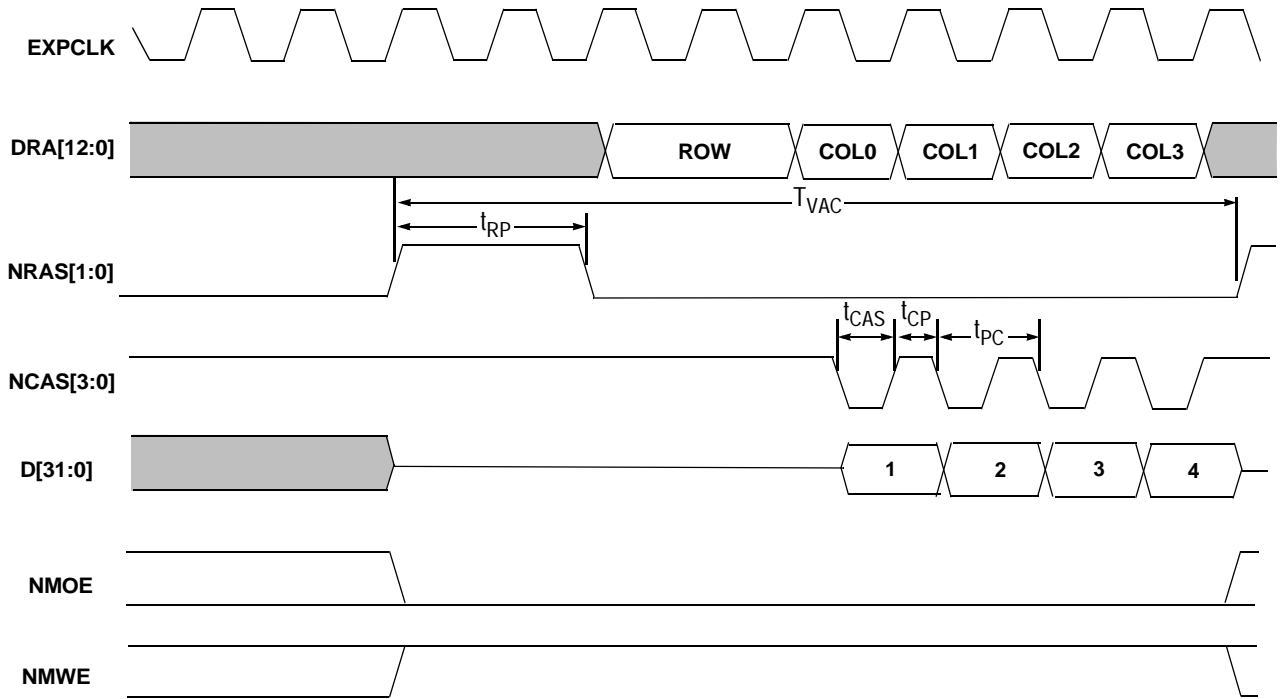 EXPCLK
DRA[12:0]
ROW
COL0
COL1
COL2
COL3
TVAC
tRP
NRAS[1:0]
tCAS
tCP
tPC
NCAS[3:0]
D[31:0]
1
2
3
4
NMOE
NMWE